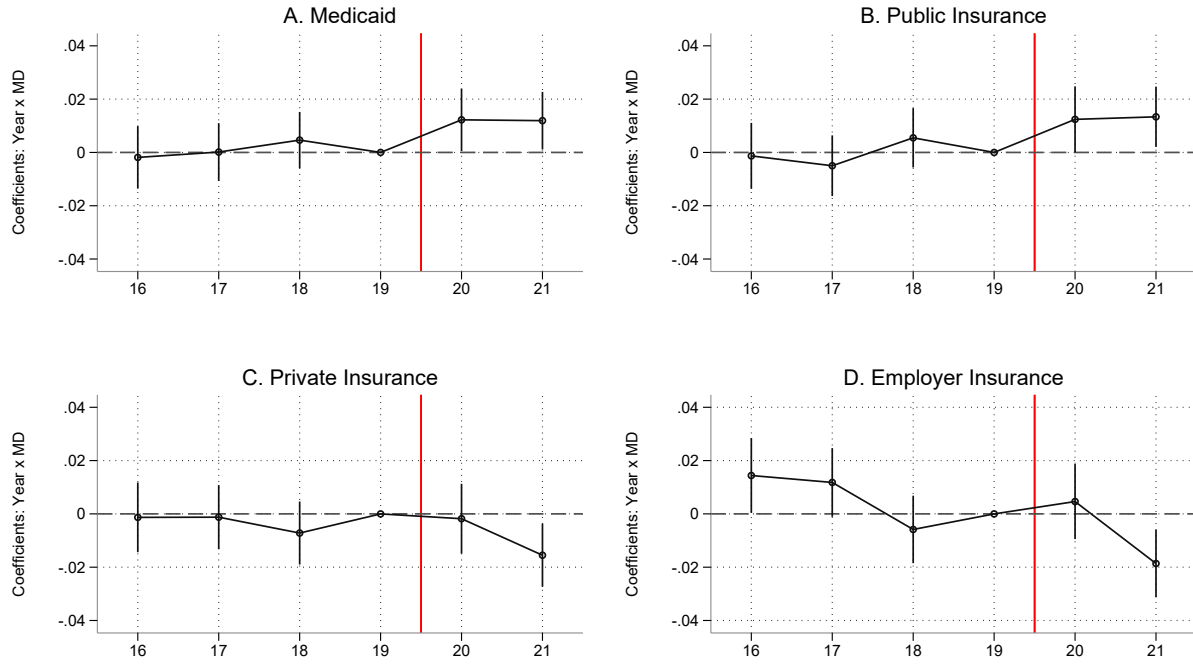 A. Medicaid
Coefficients: Year x MD
.04
.02
0
-.02
-.04
16 17 18 19 20 21
B. Public Insurance
Coefficients: Year x MD
.04
.02
0
-.02
-.04
16 17 18 19 20 21
C. Private Insurance
Coefficients: Year x MD
.04
.02
0
-.02
-.04
16 17 18 19 20 21
D. Employer Insurance
Coefficients: Year x MD
.04
.02
0
-.02
-.04
16 17 18 19 20 21